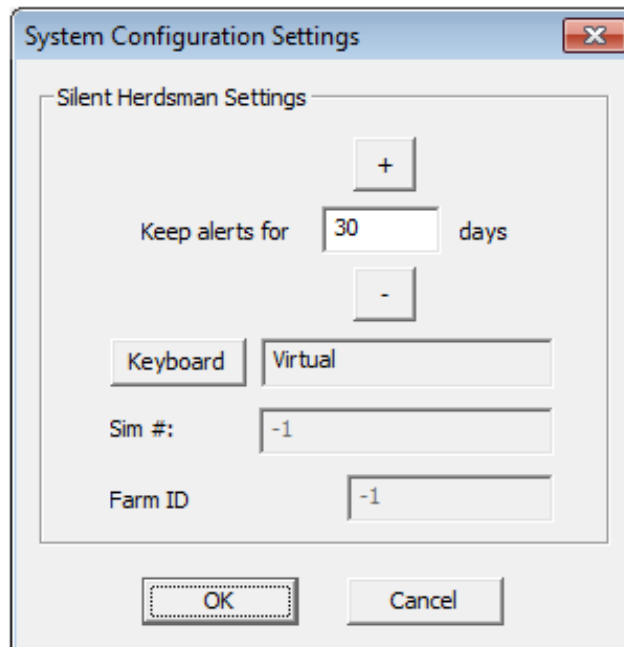 System Configuration Settings
Silent Herdsman Settings
+
Keep alerts for 30 days
-
Keyboard Virtual
Sim #: -1
Farm ID -1
OK Cancel